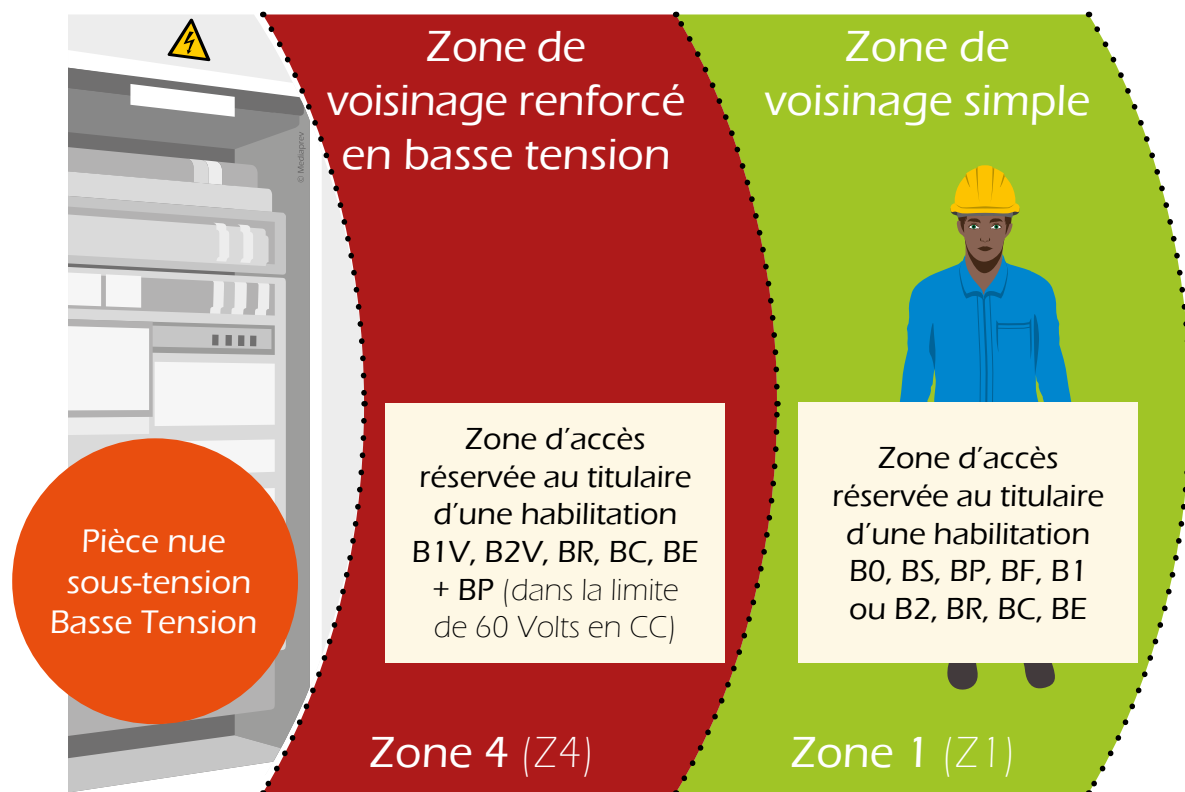 Zone de
voisinage renforcé
en basse tension
Zone de
voisinage simple
© Mediaprev
Zone d'accès
réservée au titulaire
d'une habilitation
B1V, B2V, BR, BC, BE
+ BP (dans la limite
de 60 Volts en CC)
Zone d'accès
réservée au titulaire
d'une habilitation
B0, BS, BP, BF, B1
ou B2, BR, BC, BE
Pièce nue
sous-tension
Basse Tension
Zone 4 (Z4)
Zone 1 (Z1)